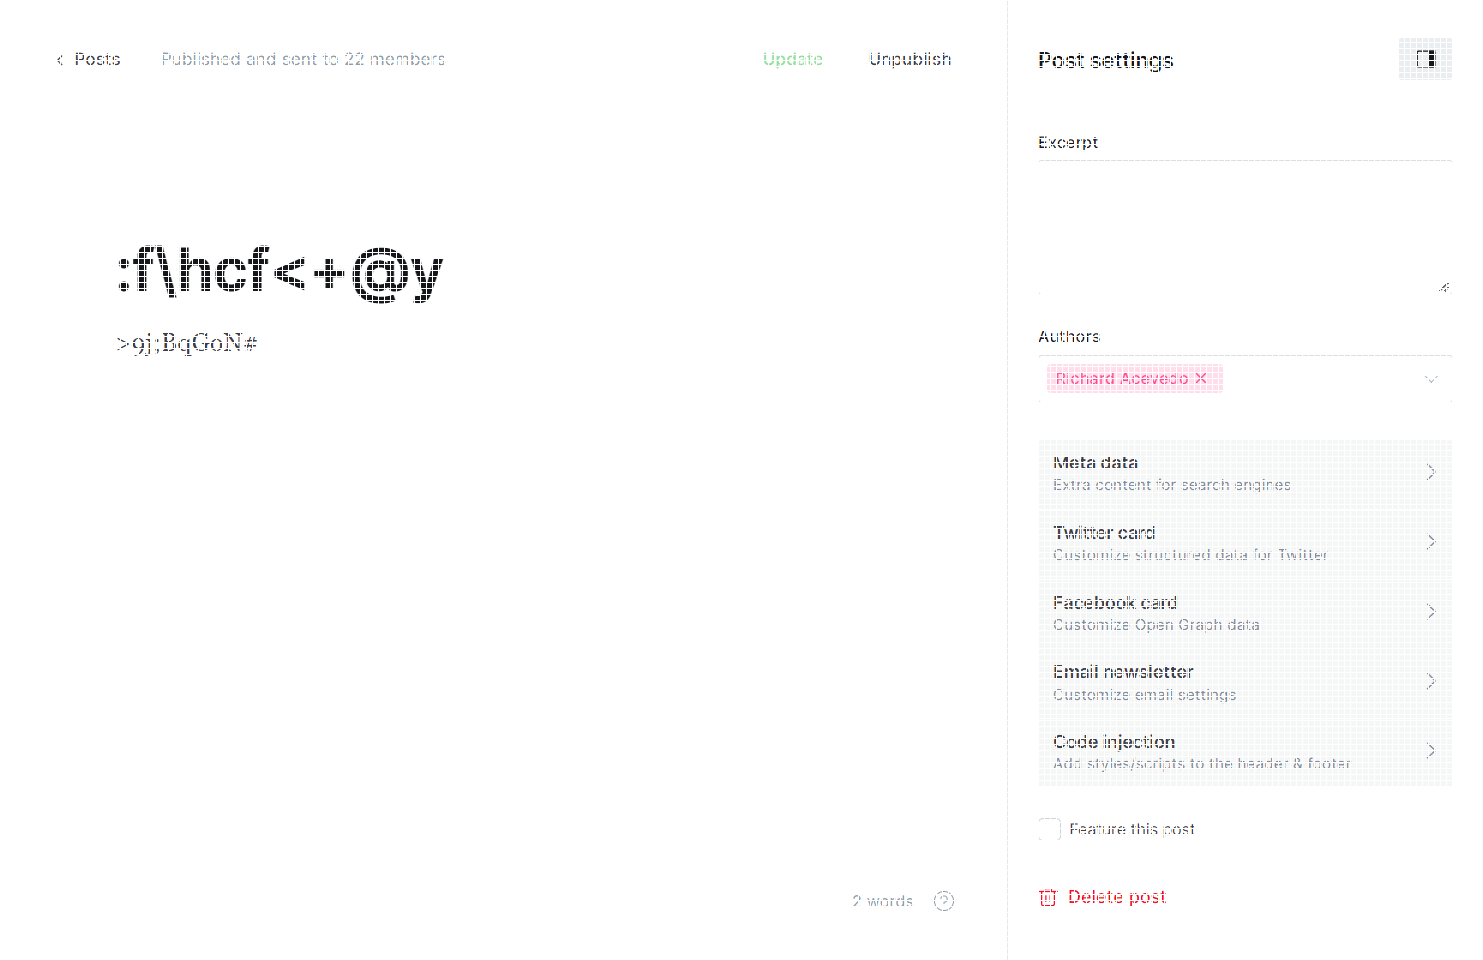 Posts
Published and sent to 22 members
Update
Unpublish
:f\hcf<+@y
>9j;BqGoN#
2 words
?
Post settings
Excerpt
Authors
Richard Acevedo ×
Meta data
Extra content for search engines
Twitter card
Customize structured data for Twitter
Facebook card
Customize Open Graph data
Email newsletter
Customize email settings
Code injection
Add styles/scripts to the header & footer
Feature this post
Delete post